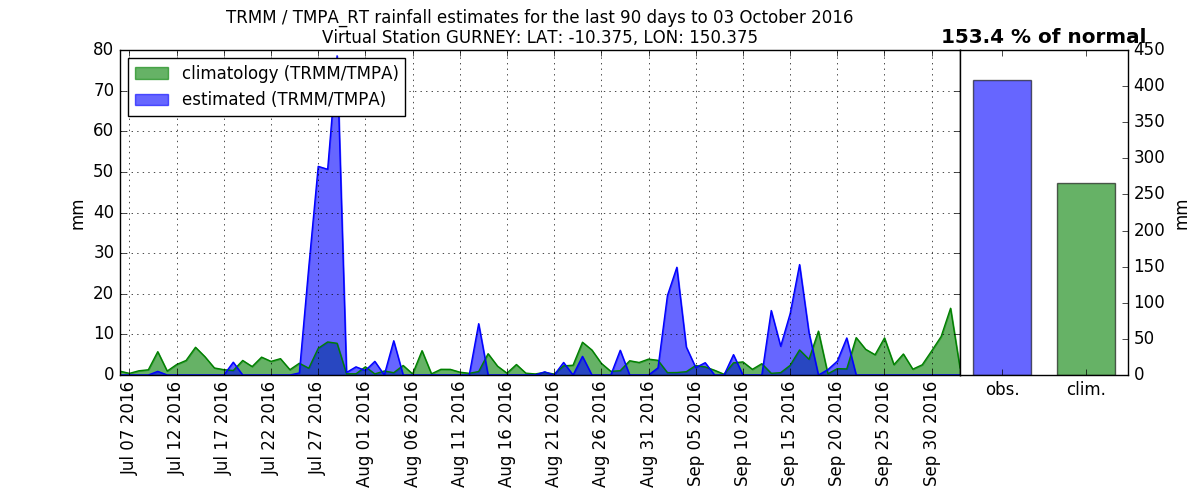 TRMM / TMPA_RT rainfall estimates for the last 90 days to 03 October 2016
Virtual Station GURNEY: LAT: -10.375, LON: 150.375
153.4 % of normal
climatology (TRMM/TMPA)
estimated (TRMM/TMPA)
80
70
60
50
40
30
20
10
0
mm
Jul 07 2016
Jul 12 2016
Jul 17 2016
Jul 22 2016
Jul 27 2016
Aug 01 2016
Aug 06 2016
Aug 11 2016
Aug 16 2016
Aug 21 2016
Aug 26 2016
Aug 31 2016
Sep 05 2016
Sep 10 2016
Sep 15 2016
Sep 20 2016
Sep 25 2016
Sep 30 2016
450
400
350
300
250
200
150
100
50
0
mm
obs.
clim.